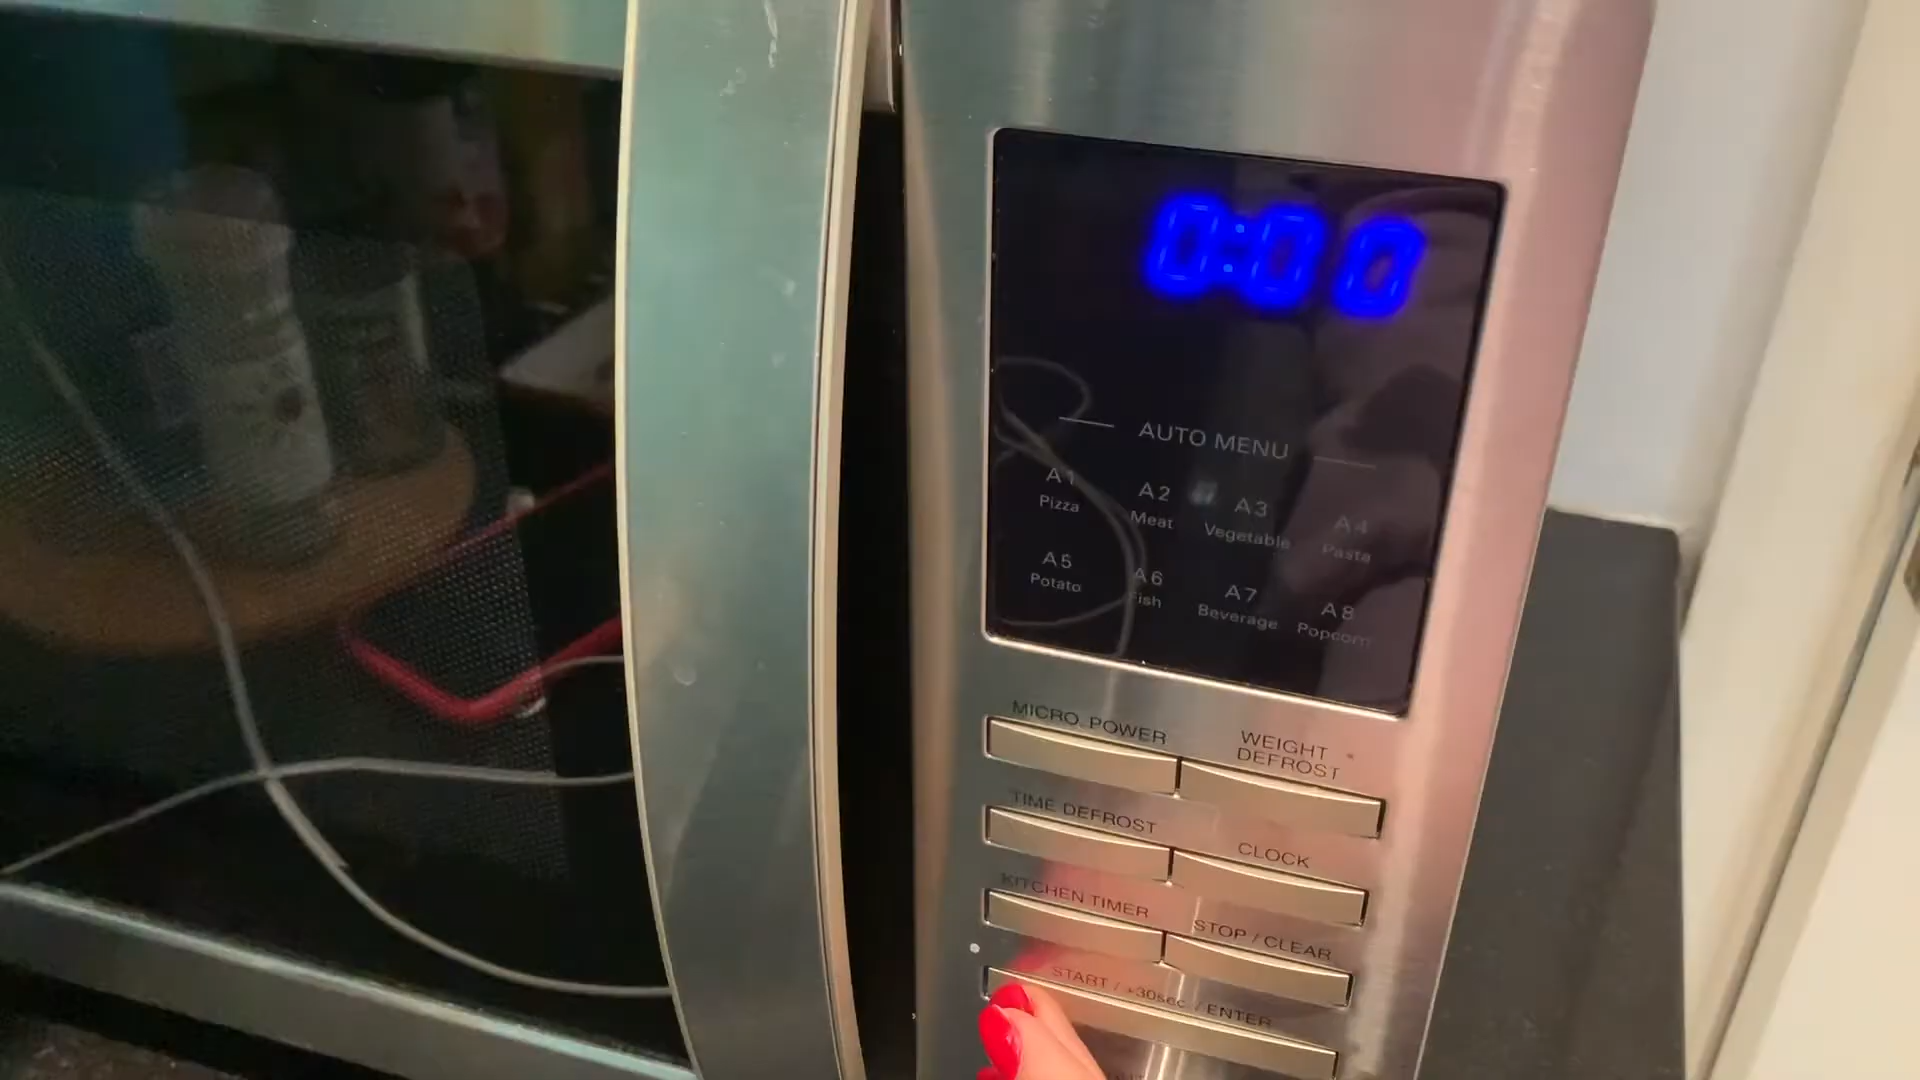 0:00
AUTO MENU
A1 A2 A3 A4
Pizza Meat Vegetable Pasta
A5 A6 A7 A8
Potato Fish Beverage Popcorn
MICRO. POWER
WEIGHT
DEFROST
TIME DEFROST
CLOCK
KITCHEN TIMER
STOP / CLEAR
START / +30sec. / ENTER